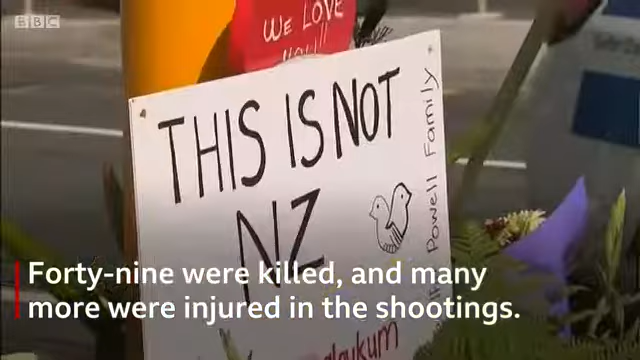 BBC
WE LOVE
YOU!!
THIS IS NOT
NZ
Powell Family
Forty-nine were killed, and many
more were injured in the shootings.